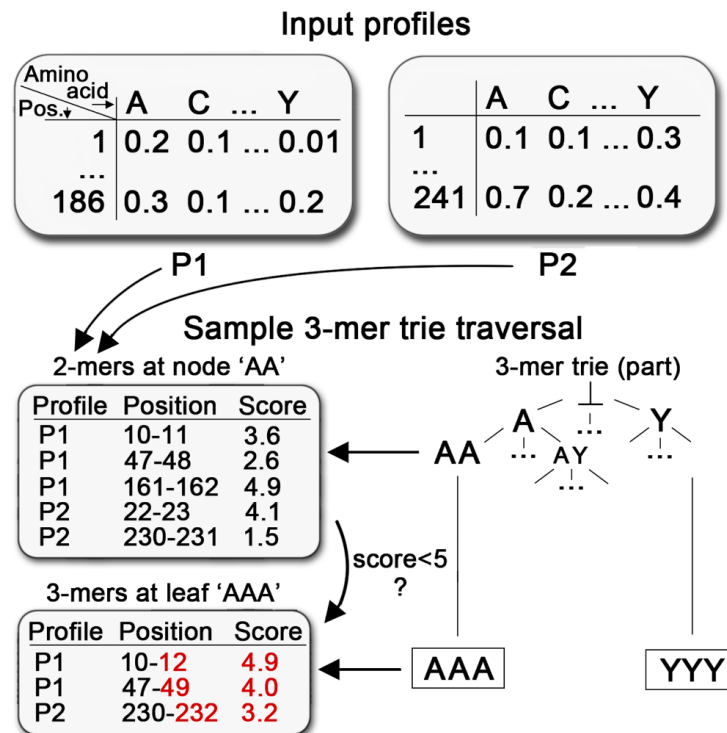 Input profiles
Amino acid
Pos.
A C ... Y
1 0.2 0.1 ... 0.01
...
186 0.3 0.1 ... 0.2
A C ... Y
1 0.1 0.1 ... 0.3
...
241 0.7 0.2 ... 0.4
P1
P2
Sample 3-mer trie traversal
2-mers at node ‘AA’
Profile Position Score
P1 10-11 3.6
P1 47-48 2.6
P1 161-162 4.9
P2 22-23 4.1
P2 230-231 1.5
3-mer trie (part)
A ... Y
AA ... AY ...
...
score<5
?
3-mers at leaf ‘AAA’
Profile Position Score
P1 10-12 4.9
P1 47-49 4.0
P2 230-232 3.2
AAA
YYY